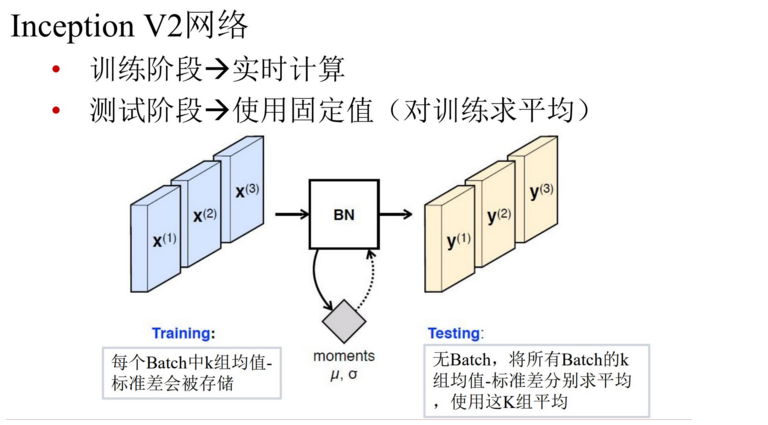 Inception V2网络
• 训练阶段→实时计算
• 测试阶段→使用固定值（对训练求平均）
x(1)
x(2)
x(3)
BN
y(1)
y(2)
y(3)
moments
μ, σ
Training:
每个Batch中k组均值-
标准差会被存储
Testing:
无Batch，将所有Batch的k
组均值-标准差分别求平均
，使用这K组平均